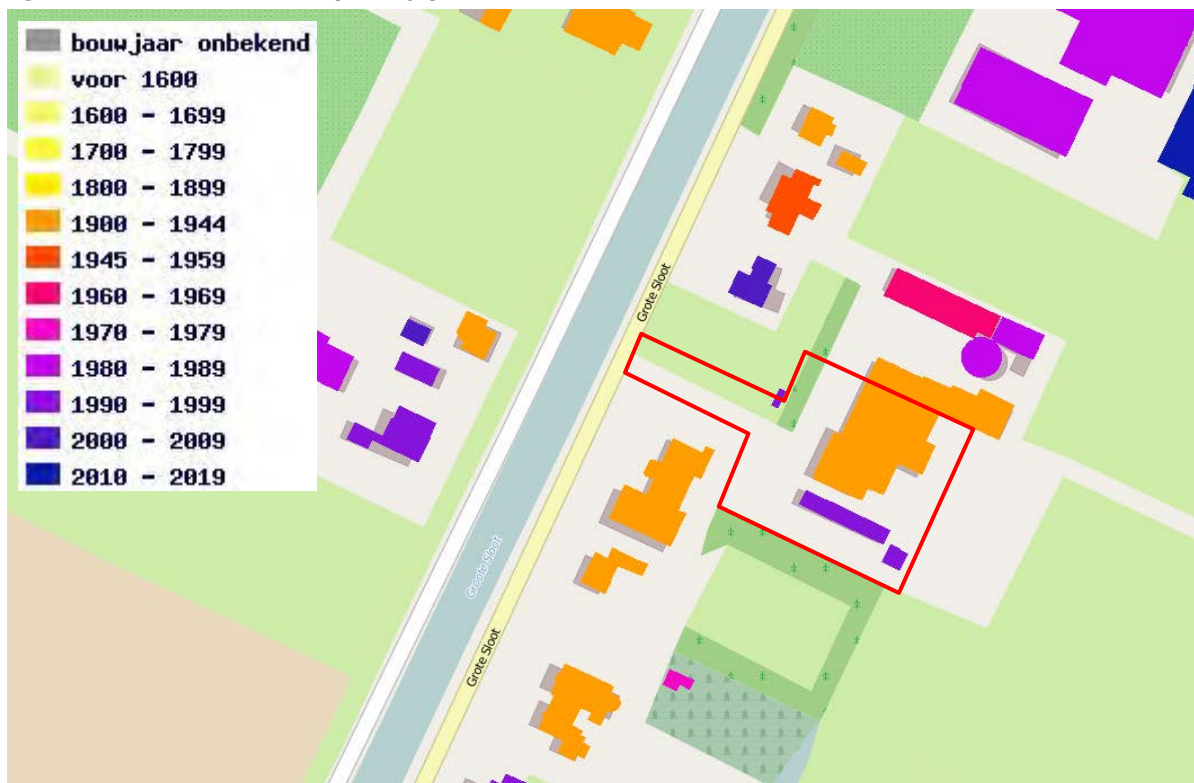 bouwjaar onbekend
voor 1600
1600 - 1699
1700 - 1799
1800 - 1899
1900 - 1944
1945 - 1959
1960 - 1969
1970 - 1979
1980 - 1989
1990 - 1999
2000 - 2009
2010 - 2019
Grote Sloot
Groote Sloot
Grote Sloot